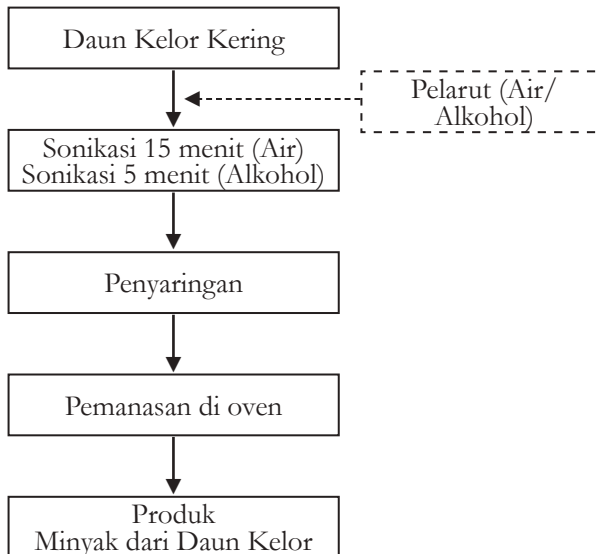 Daun Kelor Kering
Pelarut (Air/
Alkohol)
Sonikasi 15 menit (Air)
Sonikasi 5 menit (Alkohol)
Penyaringan
Pemanasan di oven
Produk
Minyak dari Daun Kelor